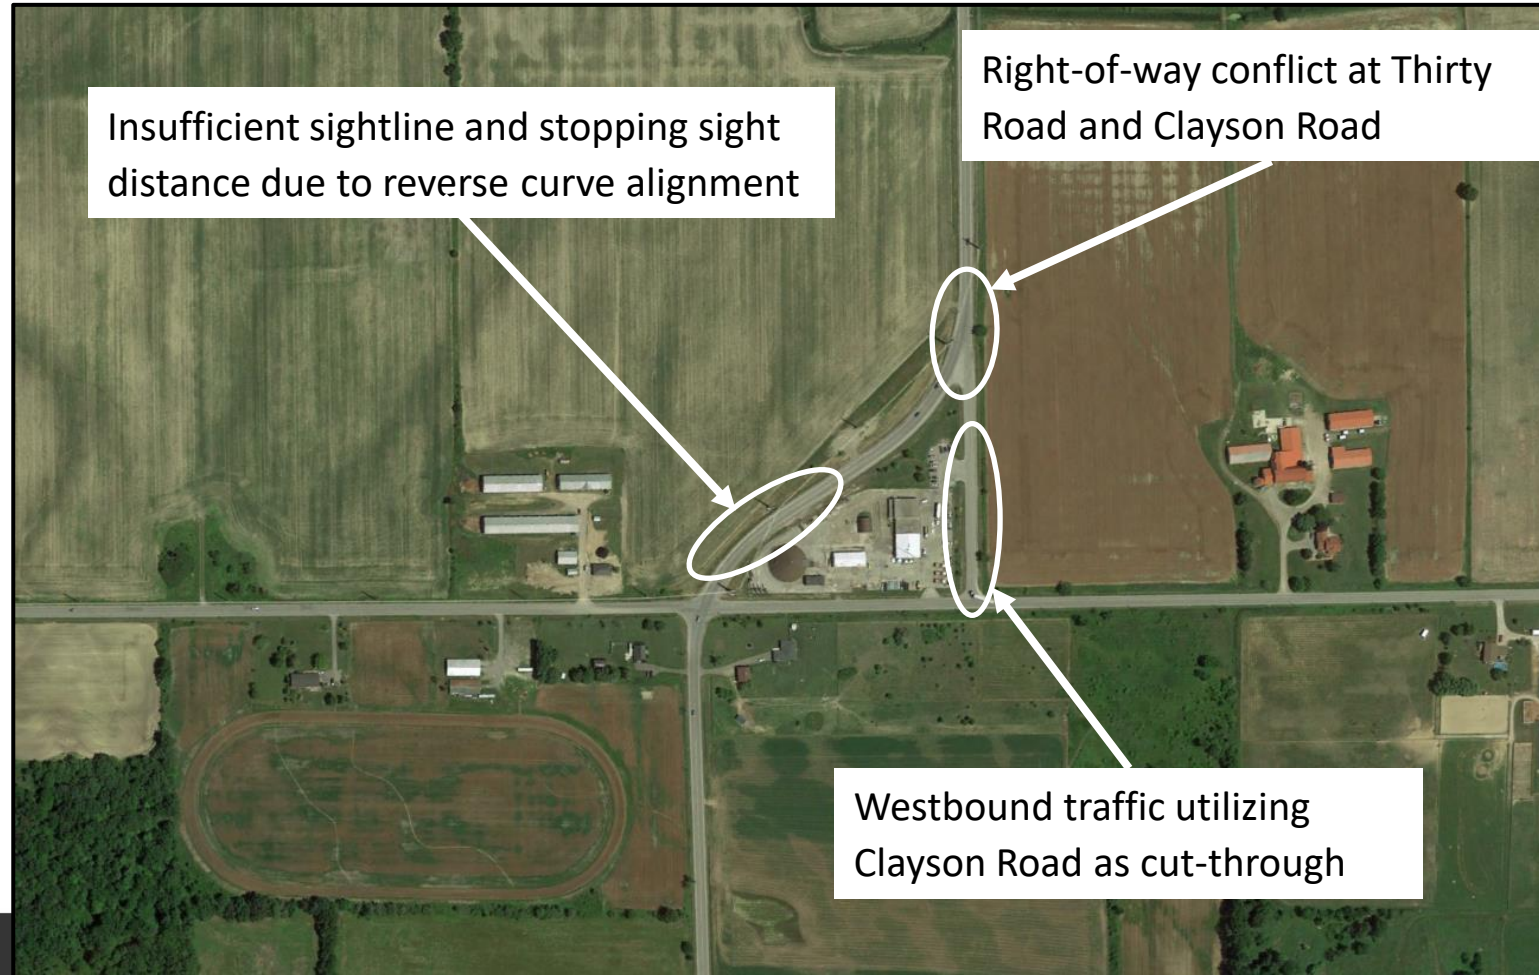 Right-of-way conflict at Thirty
Road and Clayson Road
Insufficient sightline and stopping sight
distance due to reverse curve alignment
Westbound traffic utilizing
Clayson Road as cut-through